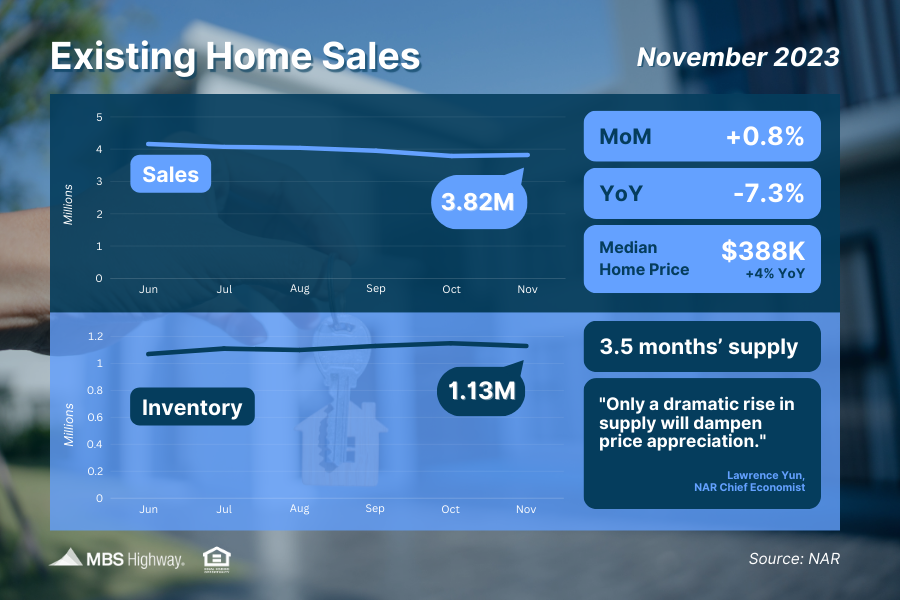 Existing Home Sales
November 2023
5
4
3
2
1
0
Millions
Sales
3.82M
Jun Jul Aug Sep Oct Nov
MoM +0.8%
YoY -7.3%
Median
Home Price
$388K
+4% YoY
1.2
1
0.8
0.6
0.4
0.2
0
Millions
Inventory
1.13M
Jun Jul Aug Sep Oct Nov
3.5 months’ supply
"Only a dramatic rise in
supply will dampen
price appreciation."
Lawrence Yun,
NAR Chief Economist
MBS Highway®
EQUAL HOUSING
OPPORTUNITY
Source: NAR